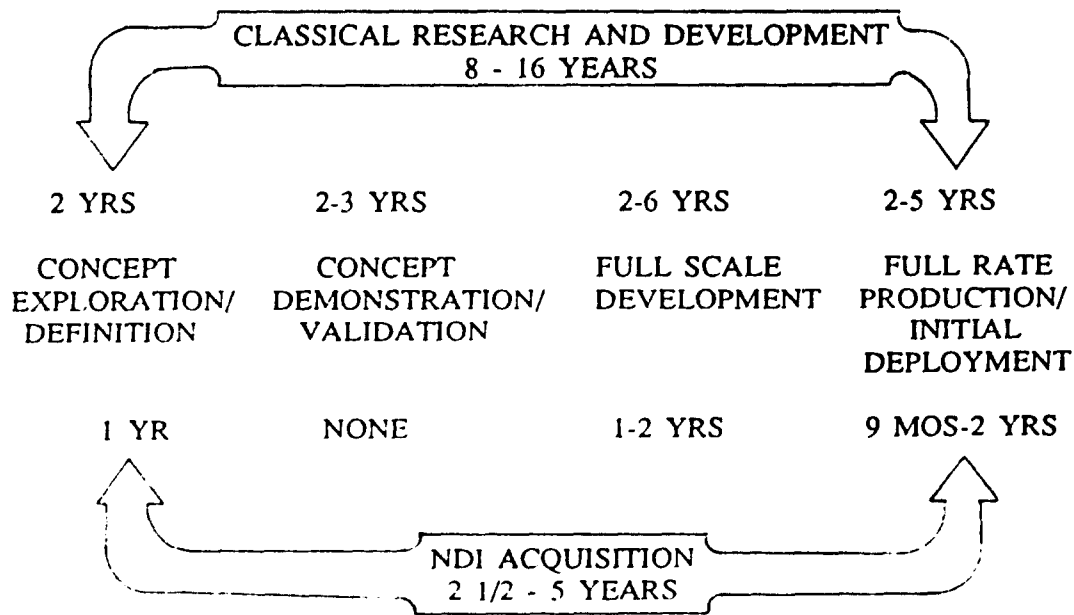 CLASSICAL RESEARCH AND DEVELOPMENT
8 - 16 YEARS
2 YRS
2-3 YRS
2-6 YRS
2-5 YRS
CONCEPT
EXPLORATION/
DEFINITION
CONCEPT
DEMONSTRATION/
VALIDATION
FULL SCALE
DEVELOPMENT
FULL RATE
PRODUCTION/
INITIAL
DEPLOYMENT
1 YR
NONE
1-2 YRS
9 MOS-2 YRS
NDI ACQUISITION
2 1/2 - 5 YEARS